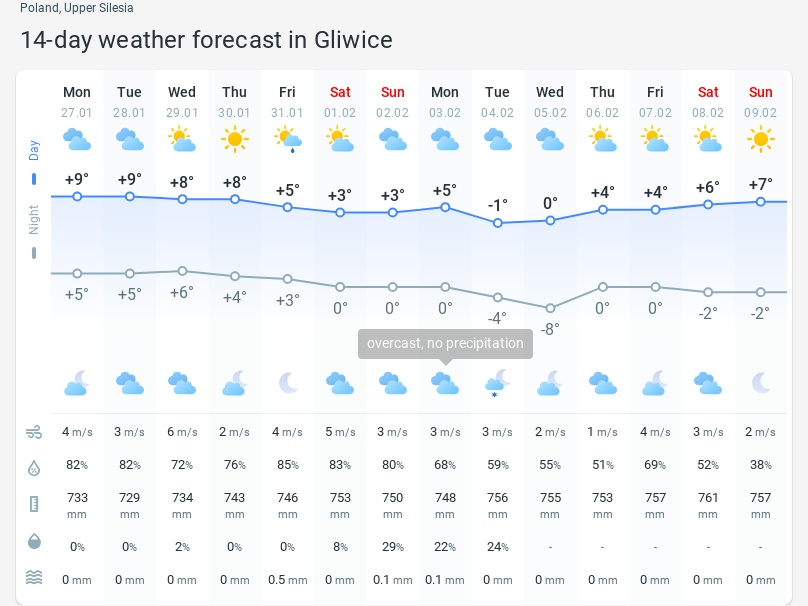 Poland, Upper Silesia
14-day weather forecast in Gliwice
Mon Tue Wed Thu Fri Sat Sun Mon Tue Wed Thu Fri Sat Sun
27.01 28.01 29.01 30.01 31.01 01.02 02.02 03.02 04.02 05.02 06.02 07.02 08.02 09.02
Day
+9° +9° +8° +8° +5° +3° +3° +5° -1° 0° +4° +4° +6° +7°
Night
+5° +5° +6° +4° +3° 0° 0° 0° -4° -8° 0° 0° -2° -2°
overcast, no precipitation
4 m/s 3 m/s 6 m/s 2 m/s 4 m/s 5 m/s 3 m/s 3 m/s 3 m/s 2 m/s 1 m/s 4 m/s 3 m/s 2 m/s
82% 82% 72% 76% 85% 83% 80% 68% 59% 55% 51% 69% 52% 38%
733 729 734 743 746 753 750 748 756 755 753 757 761 757
mm mm mm mm mm mm mm mm mm mm mm mm mm mm
0% 0% 2% 0% 0% 8% 29% 22% 24% - - - - -
0 mm 0 mm 0 mm 0 mm 0.5 mm 0 mm 0.1 mm 0.1 mm 0 mm 0 mm 0 mm 0 mm 0 mm 0 mm